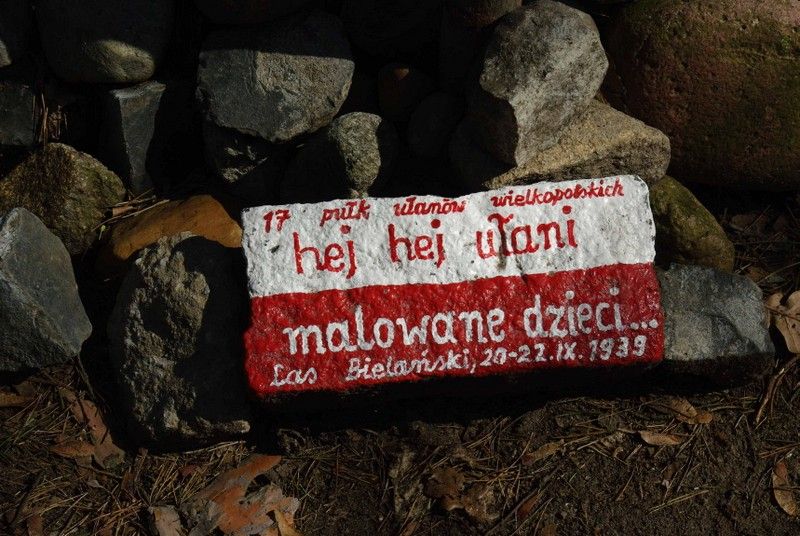 17 pułk ułanów wielkopolskich
hej hej ułani
malowane dzieci...
Las Bielański, 20-22.IX.1939